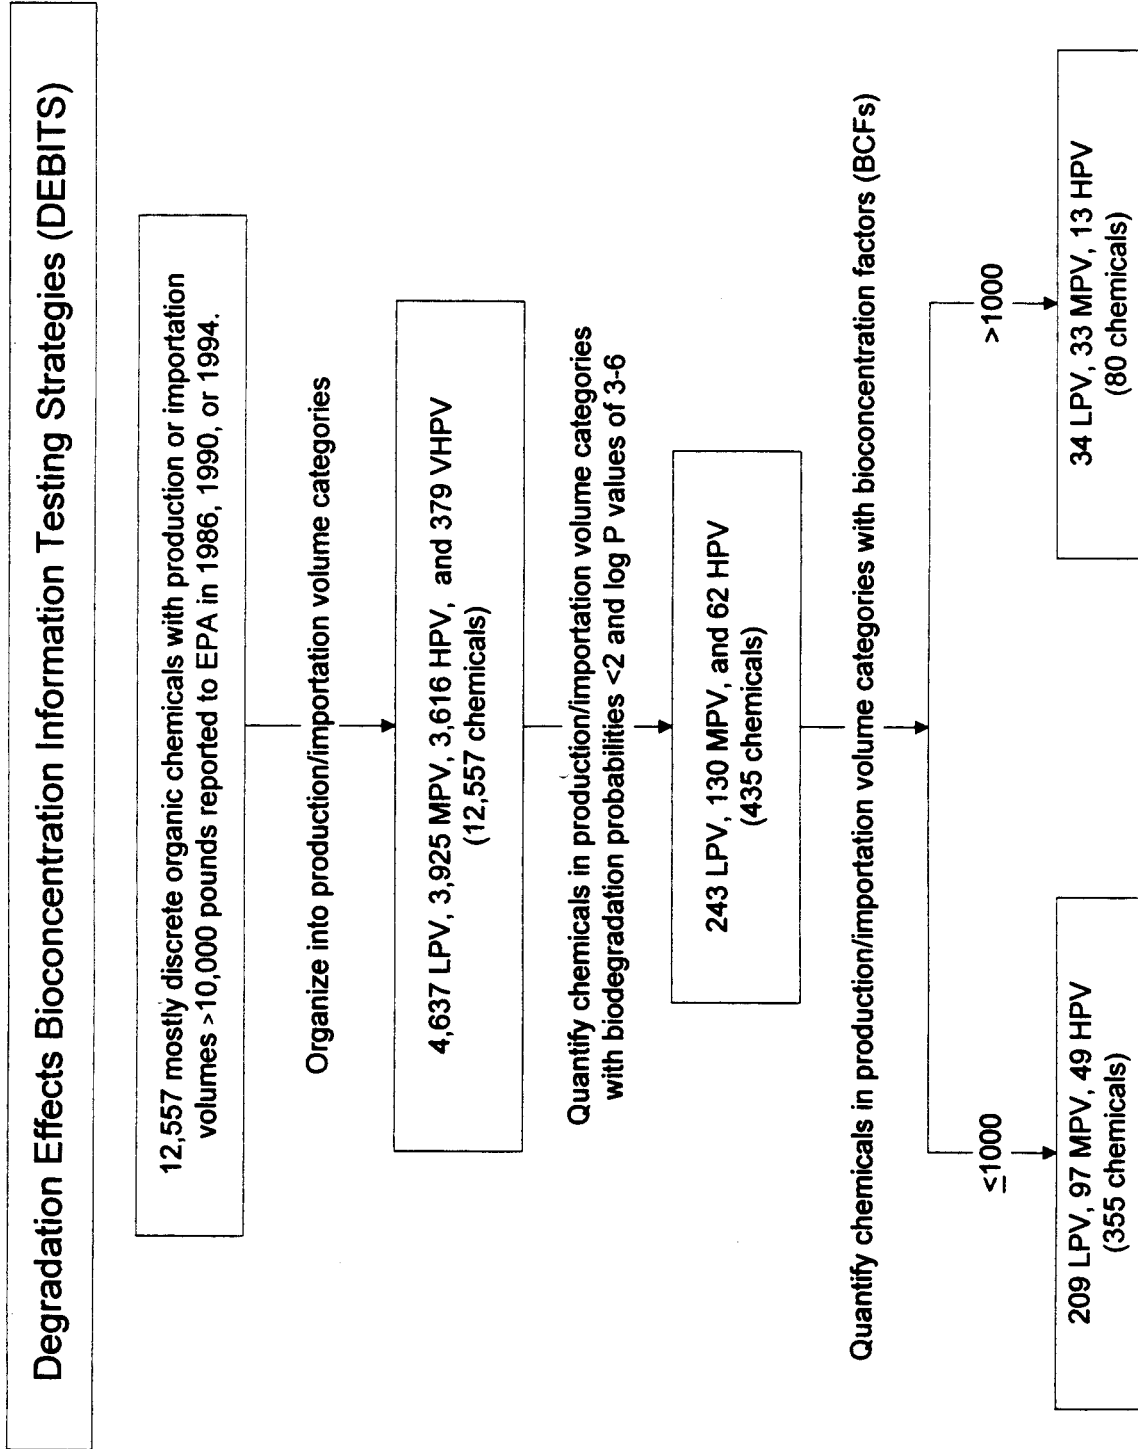 Degradation Effects Bioconcentration Information Testing Strategies (DEBITS)
12,557 mostly discrete organic chemicals with production or importation
volumes >10,000 pounds reported to EPA in 1986, 1990, or 1994.
Organize into production/importation volume categories
4,637 LPV, 3,925 MPV, 3,616 HPV, and 379 VHPV
(12,557 chemicals)
Quantify chemicals in production/importation volume categories
with biodegradation probabilities <2 and log P values of 3-6
243 LPV, 130 MPV, and 62 HPV
(435 chemicals)
Quantify chemicals in production/importation volume categories with bioconcentration factors (BCFs)
≤1000
>1000
209 LPV, 97 MPV, 49 HPV
(355 chemicals)
34 LPV, 33 MPV, 13 HPV
(80 chemicals)